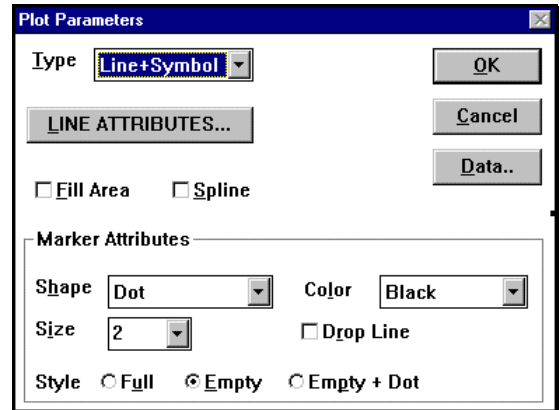 Plot Parameters
Type Line+Symbol OK
LINE ATTRIBUTES... Cancel
Data..
Fill Area Spline
Marker Attributes
Shape Dot Color Black
Size 2 Drop Line
Style Full Empty Empty + Dot